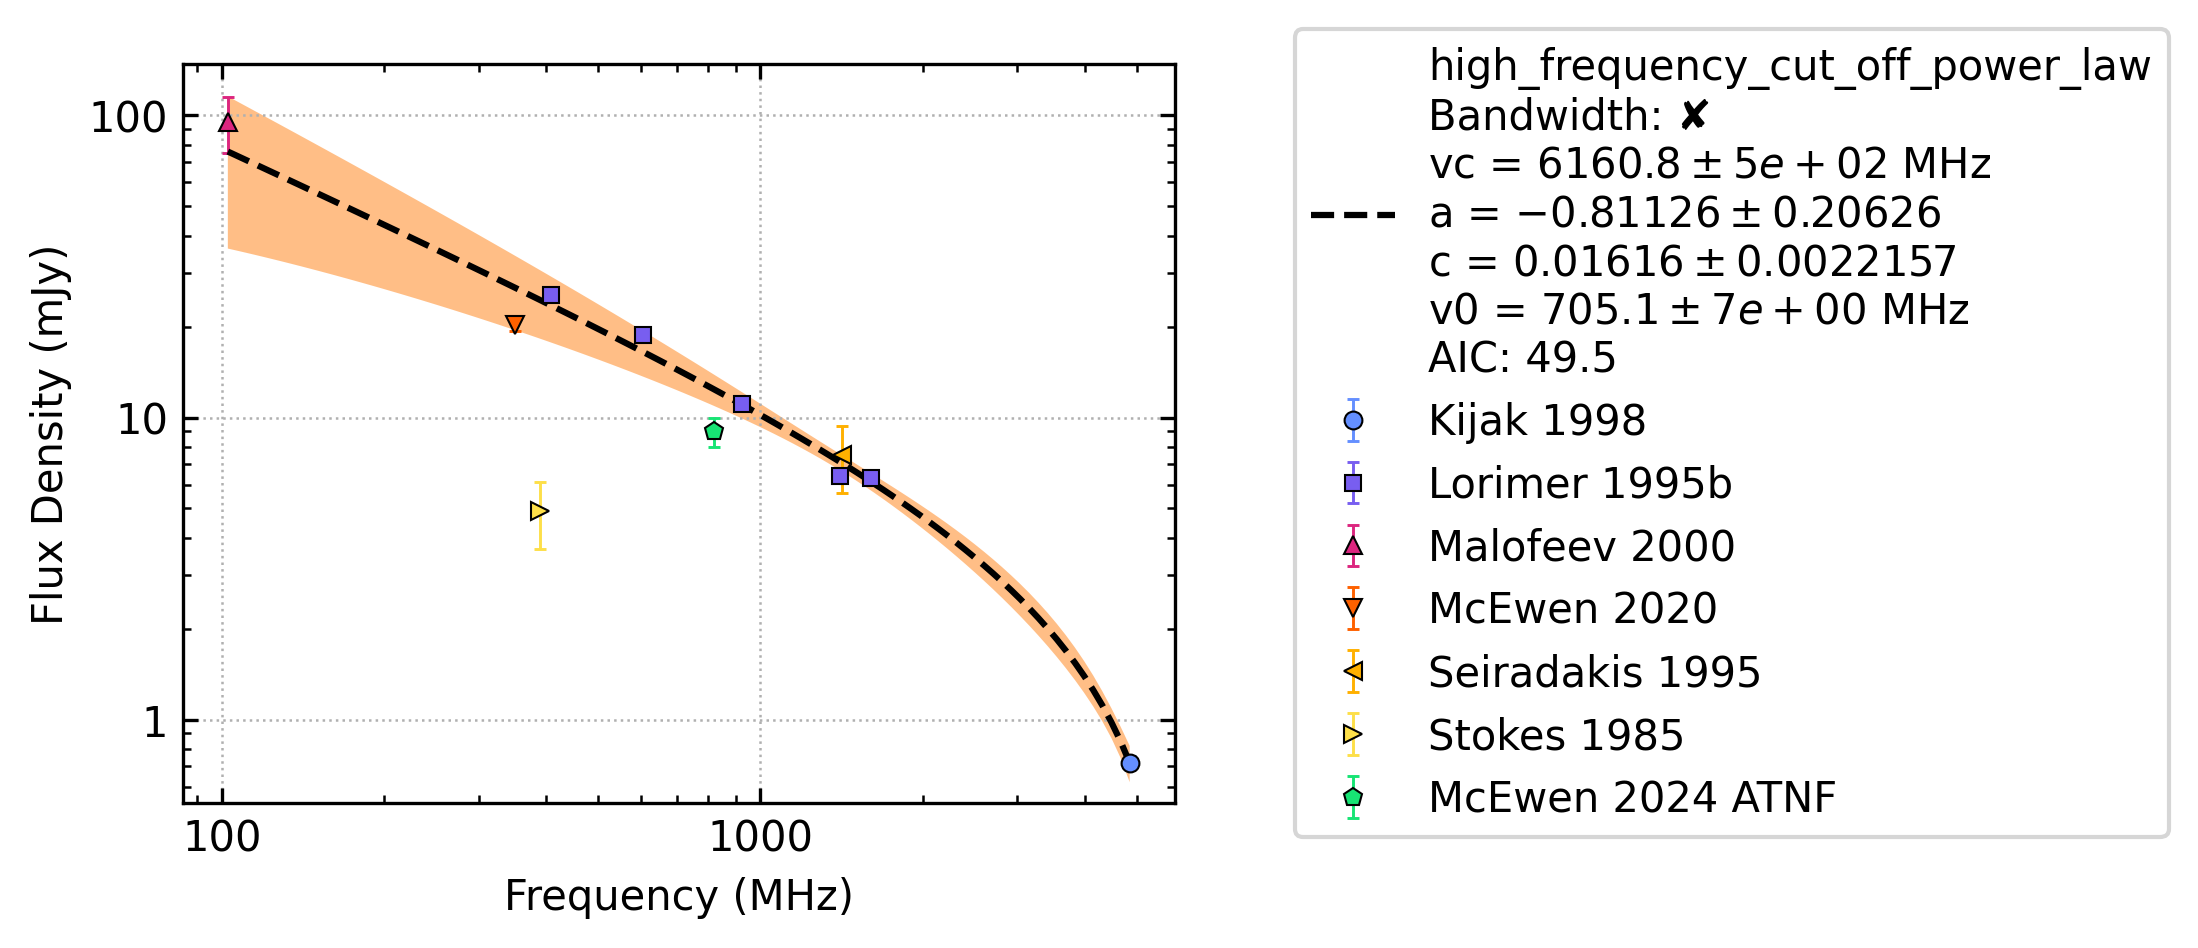 100
10
1
Flux Density (mJy)
100
1000
Frequency (MHz)
high_frequency_cut_off_power_law
Bandwidth: ✘
vc = 6160.8 ± 5e + 02 MHz
a = −0.81126 ± 0.20626
c = 0.01616 ± 0.0022157
v0 = 705.1 ± 7e + 00 MHz
AIC: 49.5
Kijak 1998
Lorimer 1995b
Malofeev 2000
McEwen 2020
Seiradakis 1995
Stokes 1985
McEwen 2024 ATNF